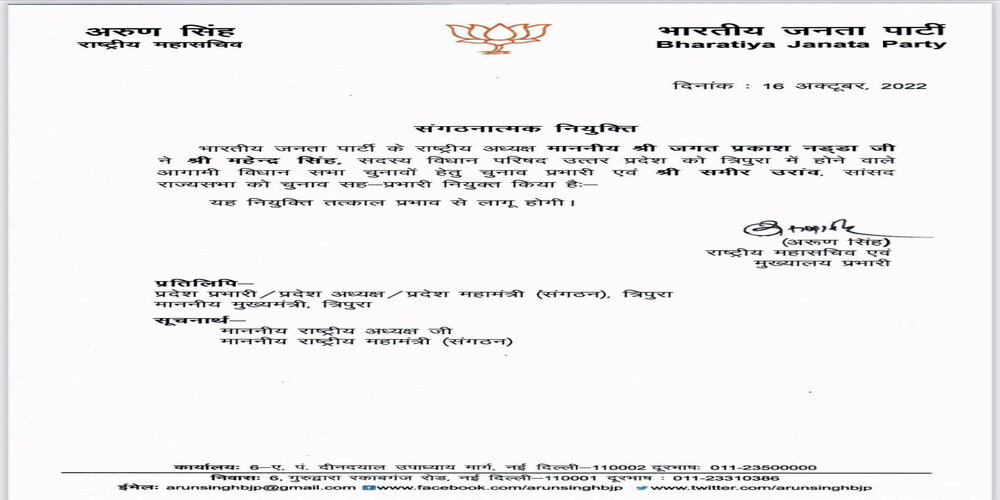 अरुण सिंह
राष्ट्रीय महासचिव
भारतीय जनता पार्टी
Bharatiya Janata Party
दिनांक : 16 अक्टूबर, 2022
संगठनात्मक नियुक्ति
भारतीय जनता पार्टी के राष्ट्रीय अध्यक्ष माननीय श्री जगत प्रकाश नड्डा जी
ने श्री महेन्द्र सिंह, सदस्य विधान परिषद उत्तर प्रदेश को त्रिपुरा में होने वाले
आगामी विधान सभा चुनावों हेतु चुनाव प्रभारी एवं श्री समीर उरांव, सांसद
राज्यसभा को चुनाव सह–प्रभारी नियुक्त किया हैः–
यह नियुक्ति तत्काल प्रभाव से लागू होगी।
(अरूण सिंह)
राष्ट्रीय महासचिव एवं
मुख्यालय प्रभारी
प्रतिलिपि–
प्रदेश प्रभारी/प्रदेश अध्यक्ष/प्रदेश महामंत्री (संगठन), त्रिपुरा
माननीय मुख्यमंत्री, त्रिपुरा
सूचनार्थ–
माननीय राष्ट्रीय अध्यक्ष जी
माननीय राष्ट्रीय महामंत्री (संगठन)
कार्यालयः 6–ए, पं. दीनदयाल उपाध्याय मार्ग, नई दिल्ली–110002 दूरभाषः 011-23500000
निवासः 6, गुरुद्वारा रकाबगंज रोड, नई दिल्ली–110001 दूरभाष : 011-23310386
ईमेलः arunsinghbjp@gmail.com www.facebook.com/arunsinghbjp www.twitter.com/arunsinghbjp